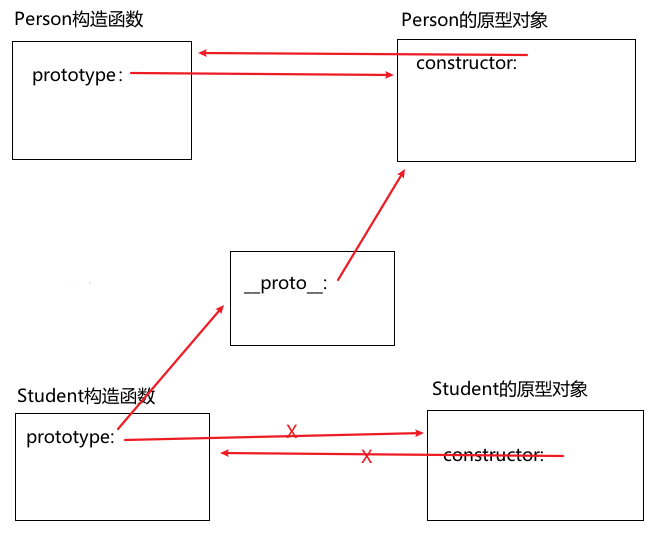 Person构造函数
Person的原型对象
prototype:
constructor:
__proto__:
Student构造函数
Student的原型对象
prototype:
X
constructor:
X